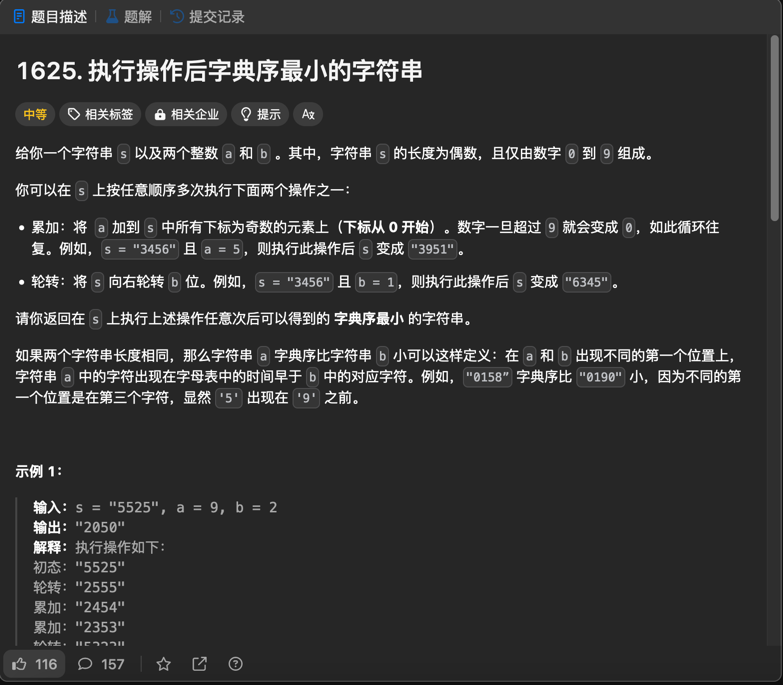 题目描述 题解 提交记录
1625. 执行操作后字典序最小的字符串
中等 相关标签 相关企业 提示
给你一个字符串 s 以及两个整数 a 和 b 。其中，字符串 s 的长度为偶数，且仅由数字 0 到 9 组成。
你可以在 s 上按任意顺序多次执行下面两个操作之一：
• 累加：将 a 加到 s 中所有下标为奇数的元素上（下标从 0 开始）。数字一旦超过 9 就会变成 0，如此循环往
复。例如，s = "3456" 且 a = 5，则执行此操作后 s 变成 "3951"。
• 轮转：将 s 向右轮转 b 位。例如，s = "3456" 且 b = 1，则执行此操作后 s 变成 "6345"。
请你返回在 s 上执行上述操作任意次后可以得到的 字典序最小 的字符串。
如果两个字符串长度相同，那么字符串 a 字典序比字符串 b 小可以这样定义：在 a 和 b 出现不同的第一个位置上，
字符串 a 中的字符出现在字母表中的时间早于 b 中的对应字符。例如，"0158” 字典序比 "0190" 小，因为不同的第
一个位置是在第三个字符，显然 '5' 出现在 '9' 之前。
示例 1：
输入：s = "5525", a = 9, b = 2
输出："2050"
解释：执行操作如下：
初态："5525"
轮转："2555"
累加："2454"
累加："2353"
116 157